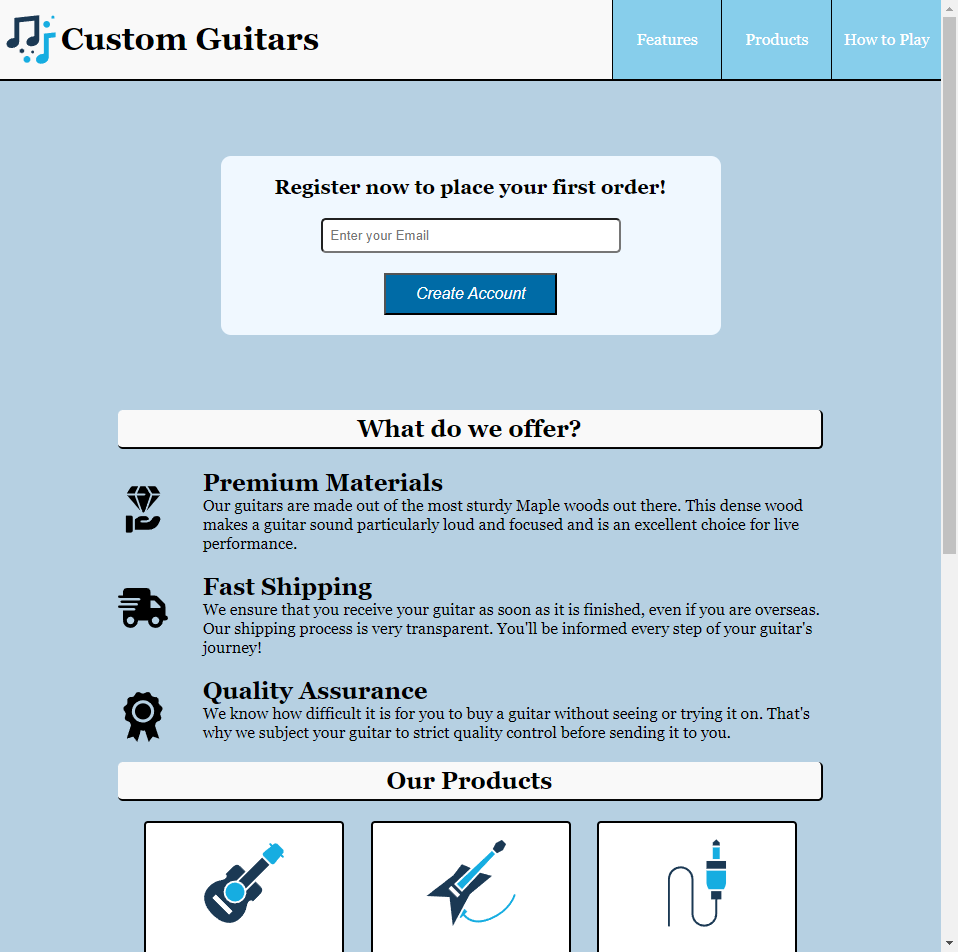 Custom Guitars
Features
Products
How to Play
Register now to place your first order!
Enter your Email
Create Account
What do we offer?
Premium Materials
Our guitars are made out of the most sturdy Maple woods out there. This dense wood
makes a guitar sound particularly loud and focused and is an excellent choice for live
performance.
Fast Shipping
We ensure that you receive your guitar as soon as it is finished, even if you are overseas.
Our shipping process is very transparent. You'll be informed every step of your guitar's
journey!
Quality Assurance
We know how difficult it is for you to buy a guitar without seeing or trying it on. That's
why we subject your guitar to strict quality control before sending it to you.
Our Products